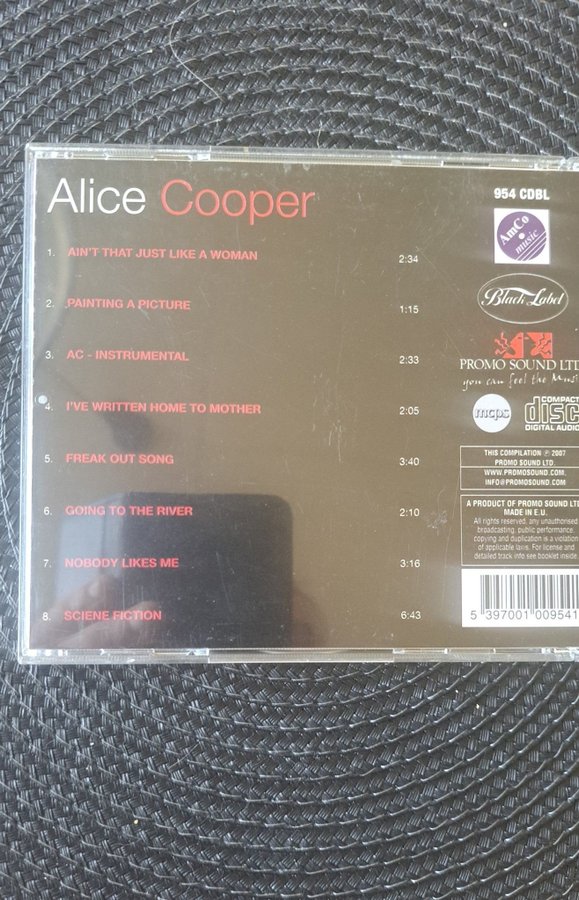 Alice Cooper
1. AIN'T THAT JUST LIKE A WOMAN 2:34
2. PAINTING A PICTURE 1:15
3. AC - INSTRUMENTAL 2:33
4. I'VE WRITTEN HOME TO MOTHER 2:05
5. FREAK OUT SONG 3:40
6. GOING TO THE RIVER 2:10
7. NOBODY LIKES ME 3:16
8. SCIENE FICTION 6:43
954 CDBL
AmCo
music
Black Label
PROMO SOUND LTD
you can feel the Music
mcps
COMPACT
disc
DIGITAL AUDIO
THIS COMPILATION ℗ 2007
PROMO SOUND LTD.
WWW.PROMOSOUND.COM.
INFO@PROMOSOUND.COM
A PRODUCT OF PROMO SOUND LTD
MADE IN E.U.
All rights reserved, any unauthorised
broadcasting, public performance,
copying and duplication is a violation
of applicable laws. For license and
detailed track info.see booklet inside
5 397001 009541